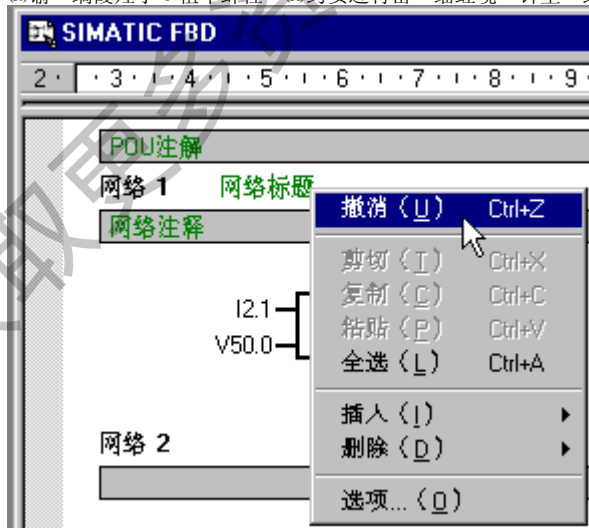 SIMATIC FBD
2 · · 3 · ı · 4 · ı · 5 · ı · 6 · ı · 7 · ı · 8 · ı · 9 ·
POU注解
网络 1 网络标题
网络注释
撤消（U） Ctrl+Z
剪切（T） Ctrl+X
复制（C） Ctrl+C
粘贴（P） Ctrl+V
全选（L） Ctrl+A
插入（I）
删除（D）
选项...（O）
I2.1
V50.0
网络 2